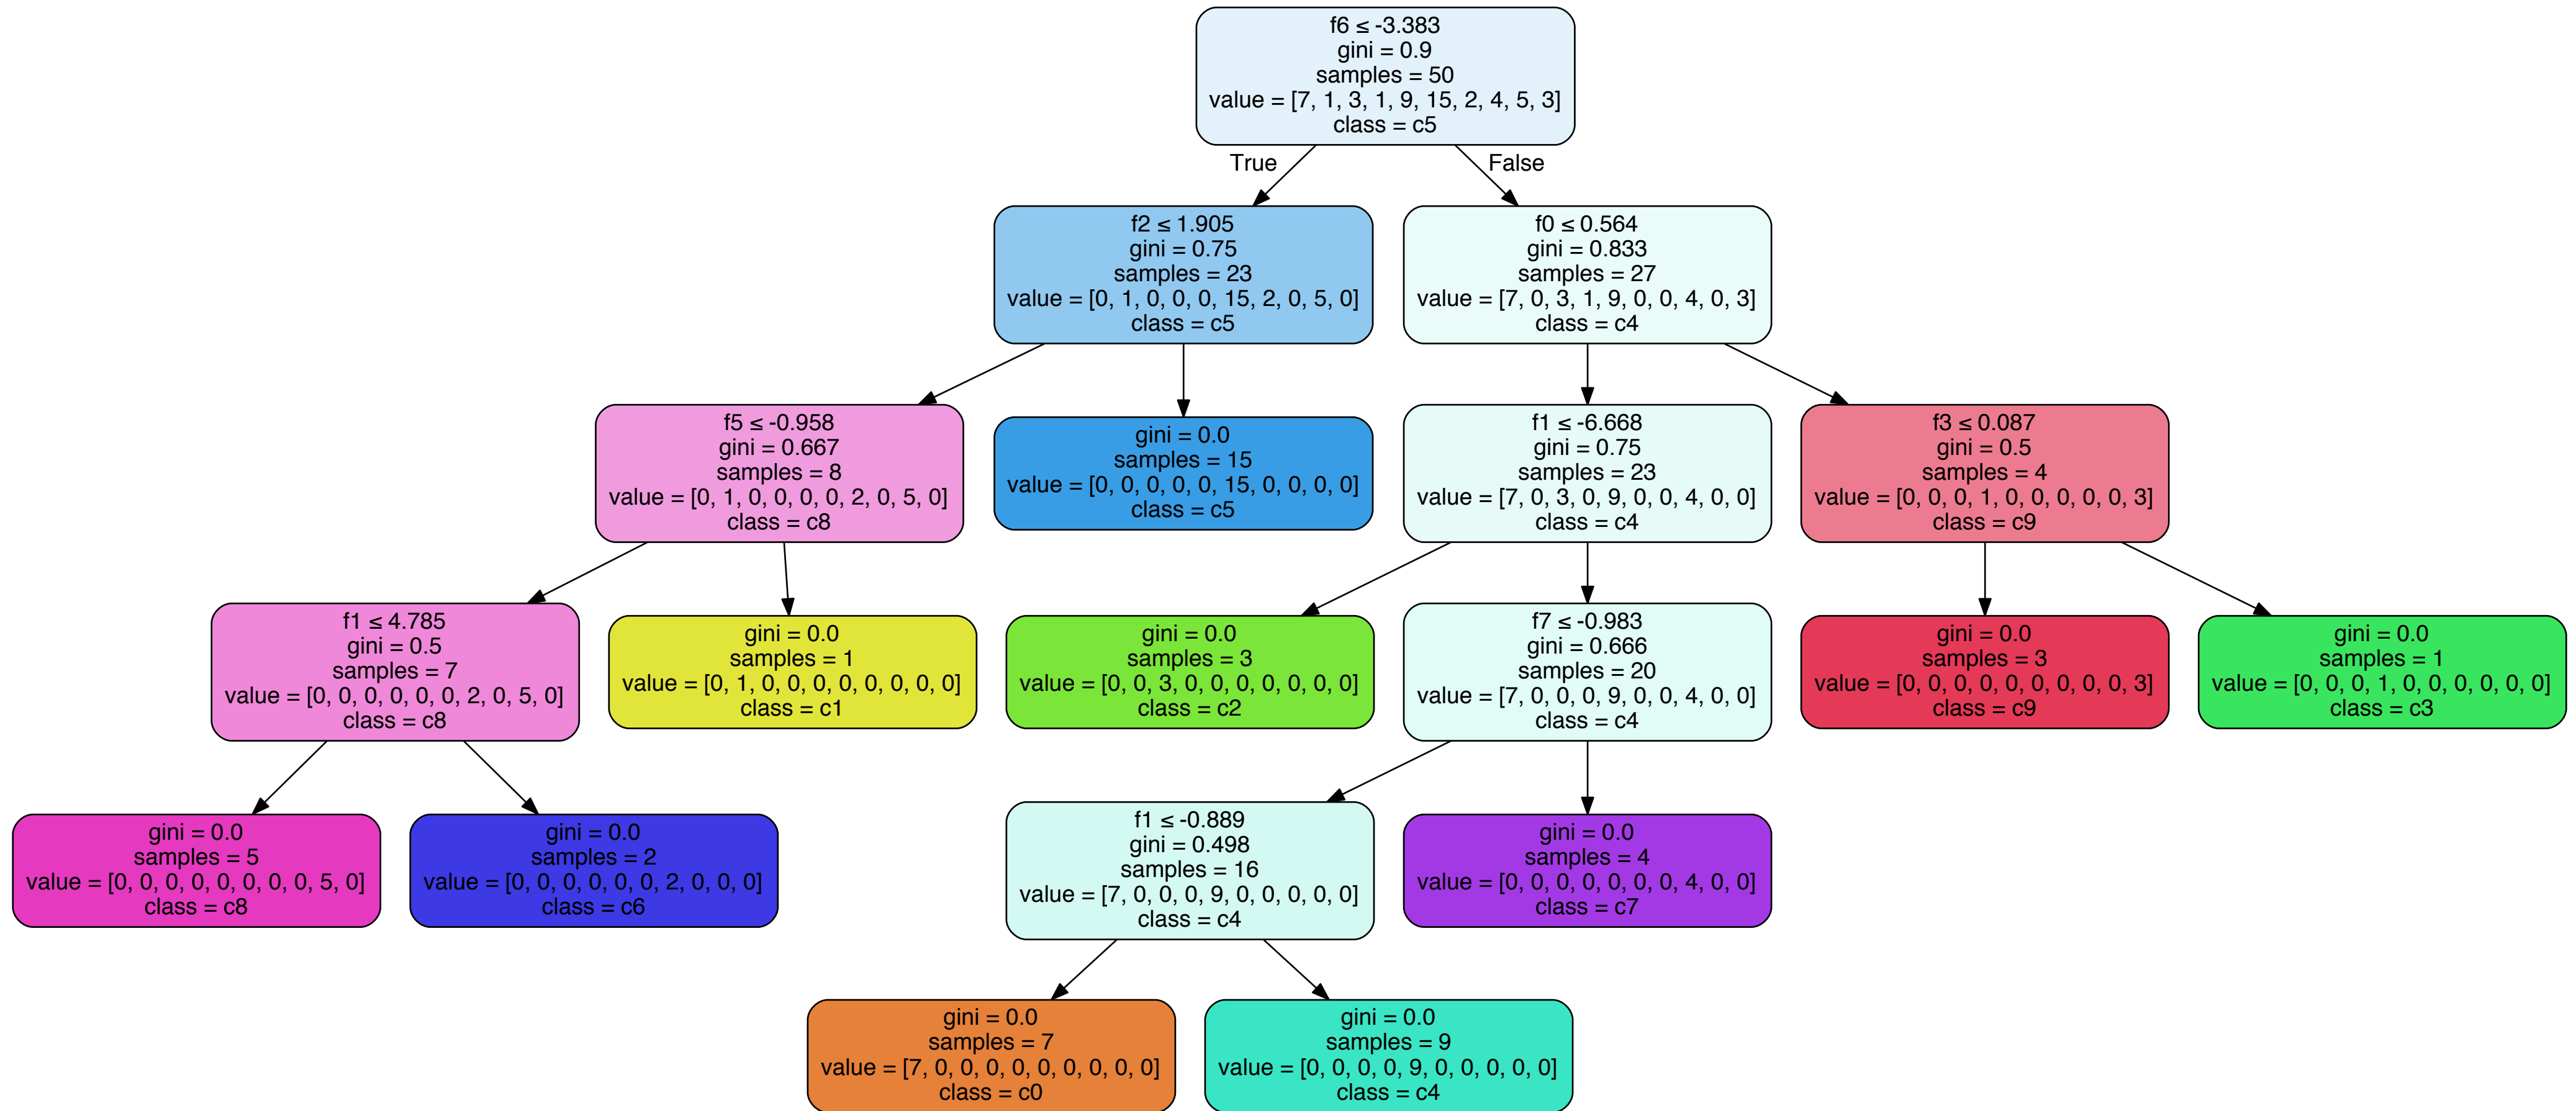 f6 ≤ -3.383
gini = 0.9
samples = 50
value = [7, 1, 3, 1, 9, 15, 2, 4, 5, 3]
class = c5
True
False
f2 ≤ 1.905
gini = 0.75
samples = 23
value = [0, 1, 0, 0, 0, 15, 2, 0, 5, 0]
class = c5
f0 ≤ 0.564
gini = 0.833
samples = 27
value = [7, 0, 3, 1, 9, 0, 0, 4, 0, 3]
class = c4
f5 ≤ -0.958
gini = 0.667
samples = 8
value = [0, 1, 0, 0, 0, 0, 2, 0, 5, 0]
class = c8
gini = 0.0
samples = 15
value = [0, 0, 0, 0, 0, 15, 0, 0, 0, 0]
class = c5
f1 ≤ -6.668
gini = 0.75
samples = 23
value = [7, 0, 3, 0, 9, 0, 0, 4, 0, 0]
class = c4
f3 ≤ 0.087
gini = 0.5
samples = 4
value = [0, 0, 0, 1, 0, 0, 0, 0, 0, 3]
class = c9
f1 ≤ 4.785
gini = 0.5
samples = 7
value = [0, 0, 0, 0, 0, 0, 2, 0, 5, 0]
class = c8
gini = 0.0
samples = 1
value = [0, 1, 0, 0, 0, 0, 0, 0, 0, 0]
class = c1
gini = 0.0
samples = 3
value = [0, 0, 3, 0, 0, 0, 0, 0, 0, 0]
class = c2
f7 ≤ -0.983
gini = 0.666
samples = 20
value = [7, 0, 0, 0, 9, 0, 0, 4, 0, 0]
class = c4
gini = 0.0
samples = 3
value = [0, 0, 0, 0, 0, 0, 0, 0, 0, 3]
class = c9
gini = 0.0
samples = 1
value = [0, 0, 0, 1, 0, 0, 0, 0, 0, 0]
class = c3
gini = 0.0
samples = 5
value = [0, 0, 0, 0, 0, 0, 0, 0, 5, 0]
class = c8
gini = 0.0
samples = 2
value = [0, 0, 0, 0, 0, 0, 2, 0, 0, 0]
class = c6
f1 ≤ -0.889
gini = 0.498
samples = 16
value = [7, 0, 0, 0, 9, 0, 0, 0, 0, 0]
class = c4
gini = 0.0
samples = 4
value = [0, 0, 0, 0, 0, 0, 0, 4, 0, 0]
class = c7
gini = 0.0
samples = 7
value = [7, 0, 0, 0, 0, 0, 0, 0, 0, 0]
class = c0
gini = 0.0
samples = 9
value = [0, 0, 0, 0, 9, 0, 0, 0, 0, 0]
class = c4